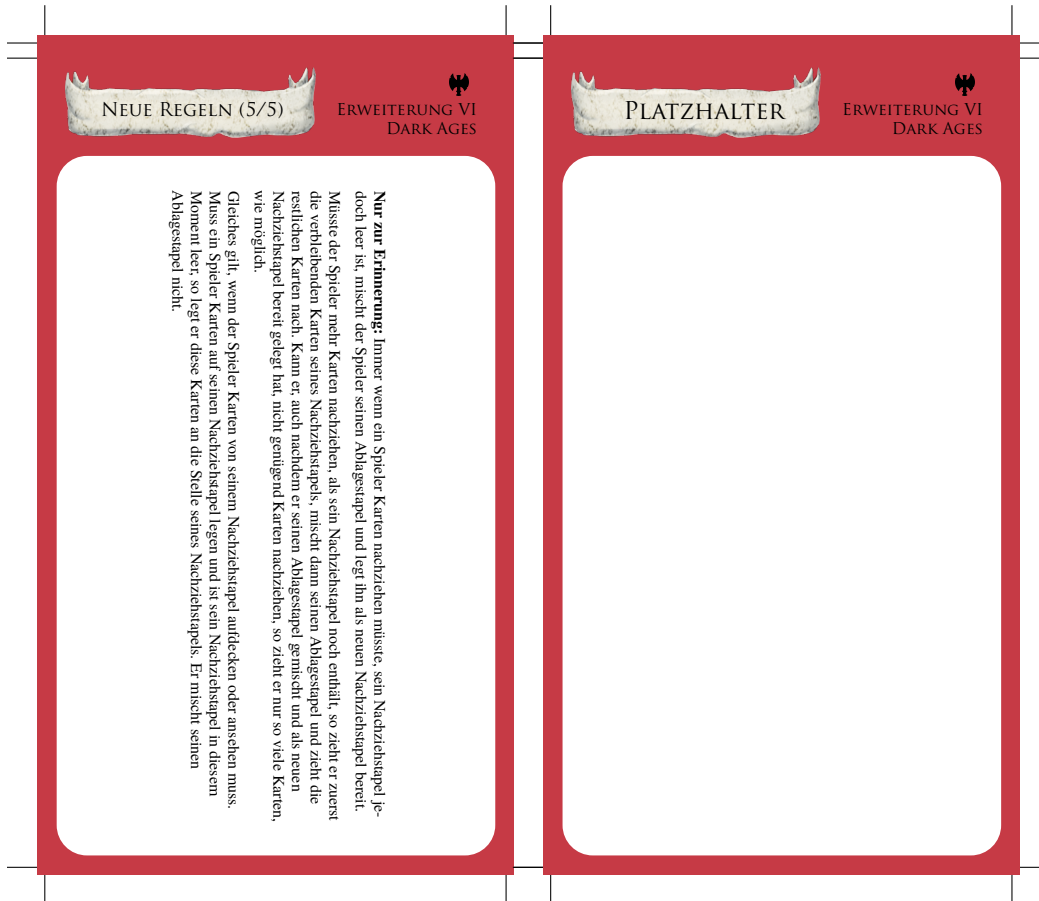 Neue Regeln (5/5)
Erweiterung VI
Dark Ages
Nur zur Erinnerung: Immer wenn ein Spieler Karten nachziehen müsste, sein Nachziehstapel je-
doch leer ist, mischt der Spieler seinen Ablagestapel und legt ihn als neuen Nachziehstapel bereit.
Müsste der Spieler mehr Karten nachziehen, als sein Nachziehstapel noch enthält, so zieht er zuerst
die verbleibenden Karten seines Nachziehstapels, mischt dann seinen Ablagestapel und zieht die
restlichen Karten nach. Kann er, auch nachdem er seinen Ablagestapel gemischt und als neuen
Nachziehstapel bereit gelegt hat, nicht genügend Karten nachziehen, so zieht er nur so viele Karten,
wie möglich.
Gleiches gilt, wenn der Spieler Karten von seinem Nachziehstapel aufdecken oder ansehen muss.
Muss ein Spieler Karten auf seinen Nachziehstapel legen und ist sein Nachziehstapel in diesem
Moment leer, so legt er diese Karten an die Stelle seines Nachziehstapels. Er mischt seinen
Ablagestapel nicht.
Platzhalter
Erweiterung VI
Dark Ages